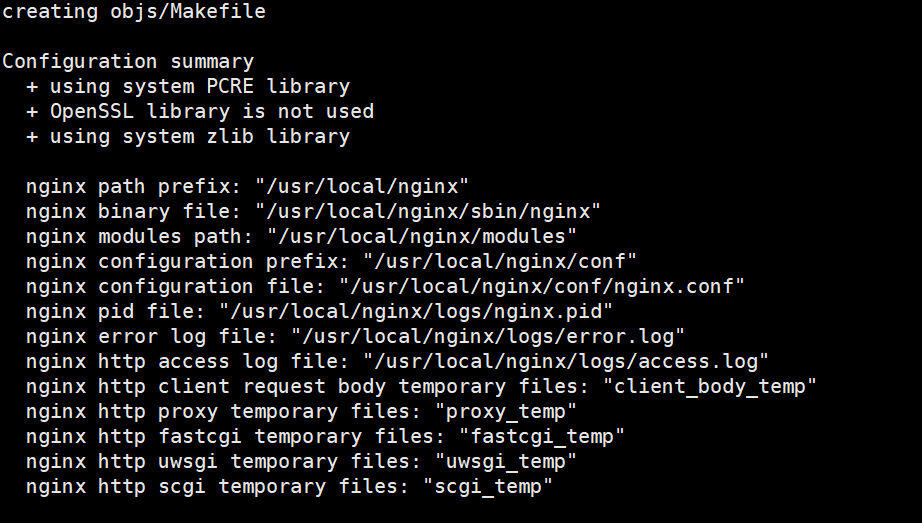 creating objs/Makefile
Configuration summary
+ using system PCRE library
+ OpenSSL library is not used
+ using system zlib library
nginx path prefix: "/usr/local/nginx"
nginx binary file: "/usr/local/nginx/sbin/nginx"
nginx modules path: "/usr/local/nginx/modules"
nginx configuration prefix: "/usr/local/nginx/conf"
nginx configuration file: "/usr/local/nginx/conf/nginx.conf"
nginx pid file: "/usr/local/nginx/logs/nginx.pid"
nginx error log file: "/usr/local/nginx/logs/error.log"
nginx http access log file: "/usr/local/nginx/logs/access.log"
nginx http client request body temporary files: "client_body_temp"
nginx http proxy temporary files: "proxy_temp"
nginx http fastcgi temporary files: "fastcgi_temp"
nginx http uwsgi temporary files: "uwsgi_temp"
nginx http scgi temporary files: "scgi_temp"